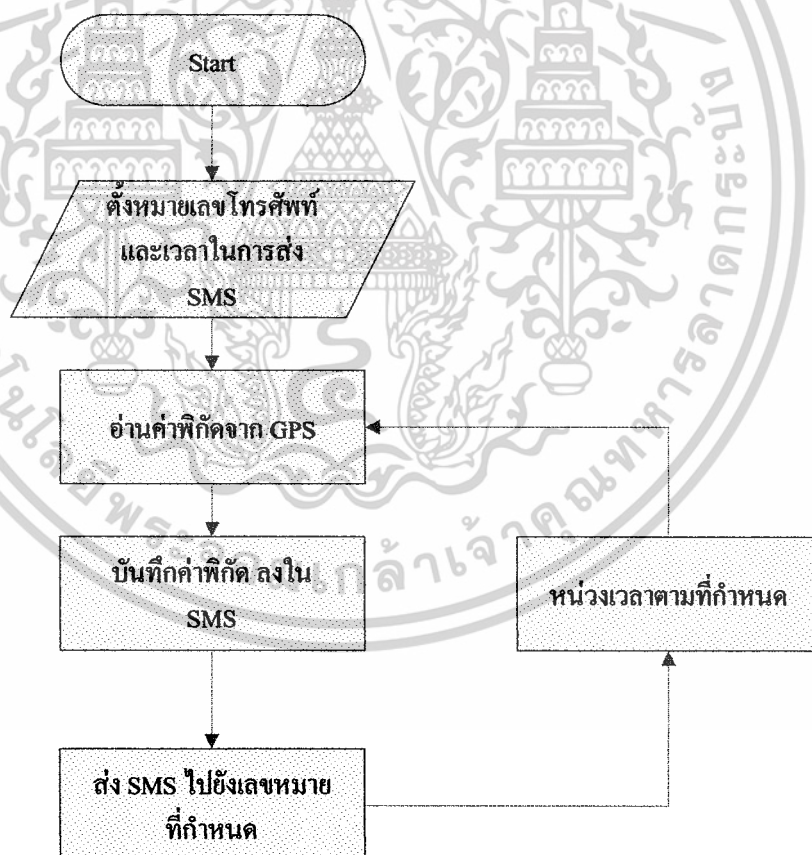 Start
ตั้งหมายเลขโทรศัพท์
และเวลาในการส่ง
SMS
อ่านค่าพิกัดจาก GPS
บันทึกค่าพิกัด ลงใน
SMS
หน่วงเวลาตามที่กำหนด
ส่ง SMS ไปยังเลขหมาย
ที่กำหนด